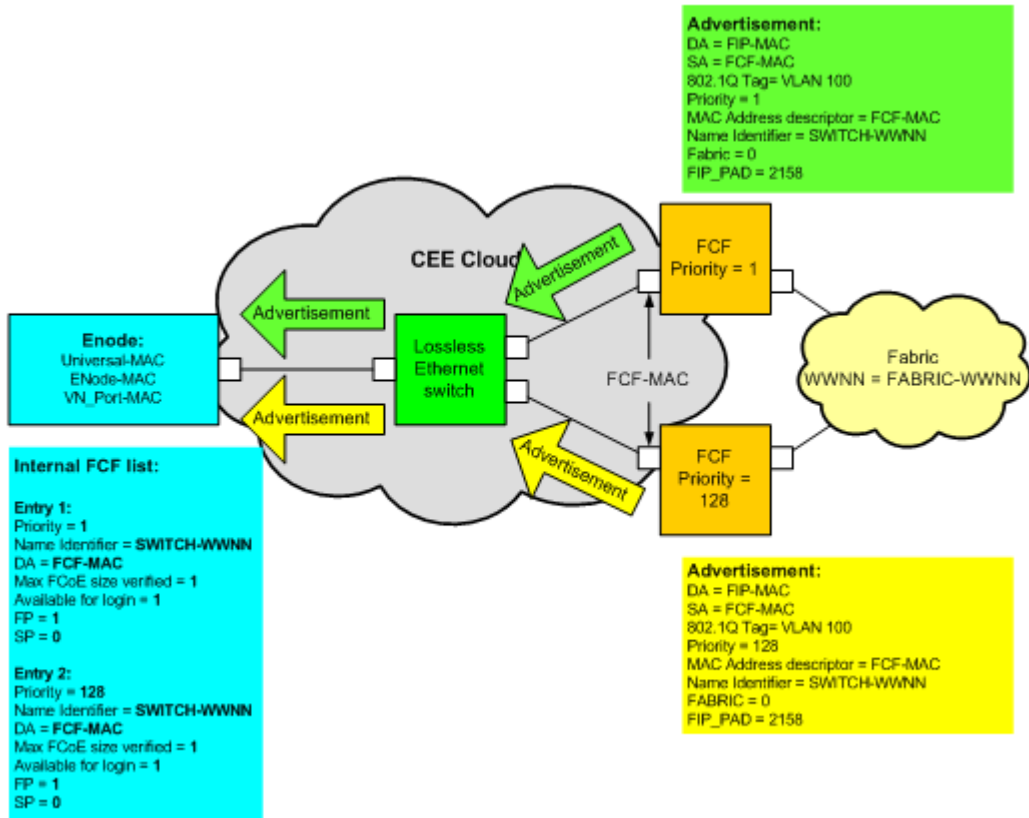 Advertisement:
DA = FIP-MAC
SA = FCF-MAC
802.1Q Tag= VLAN 100
Priority = 1
MAC Address descriptor = FCF-MAC
Name Identifier = SWITCH-WWNN
Fabric = 0
FIP_PAD = 2158
CEE Cloud
Advertisement
Advertisement
FCF
Priority = 1
Enode:
Universal-MAC
ENode-MAC
VN_Port-MAC
Lossless
Ethernet
switch
FCF-MAC
Fabric
WWNN = FABRIC-WWNN
Advertisement
Advertisement
FCF
Priority =
128
Internal FCF list:
Entry 1:
Priority = 1
Name Identifier = SWITCH-WWNN
DA = FCF-MAC
Max FCoE size verified = 1
Available for login = 1
FP = 1
SP = 0
Entry 2:
Priority = 128
Name Identifier = SWITCH-WWNN
DA = FCF-MAC
Max FCoE size verified = 1
Available for login = 1
FP = 1
SP = 0
Advertisement:
DA = FIP-MAC
SA = FCF-MAC
802.1Q Tag= VLAN 100
Priority = 128
MAC Address descriptor = FCF-MAC
Name Identifier = SWITCH-WWNN
FABRIC = 0
FIP_PAD = 2158